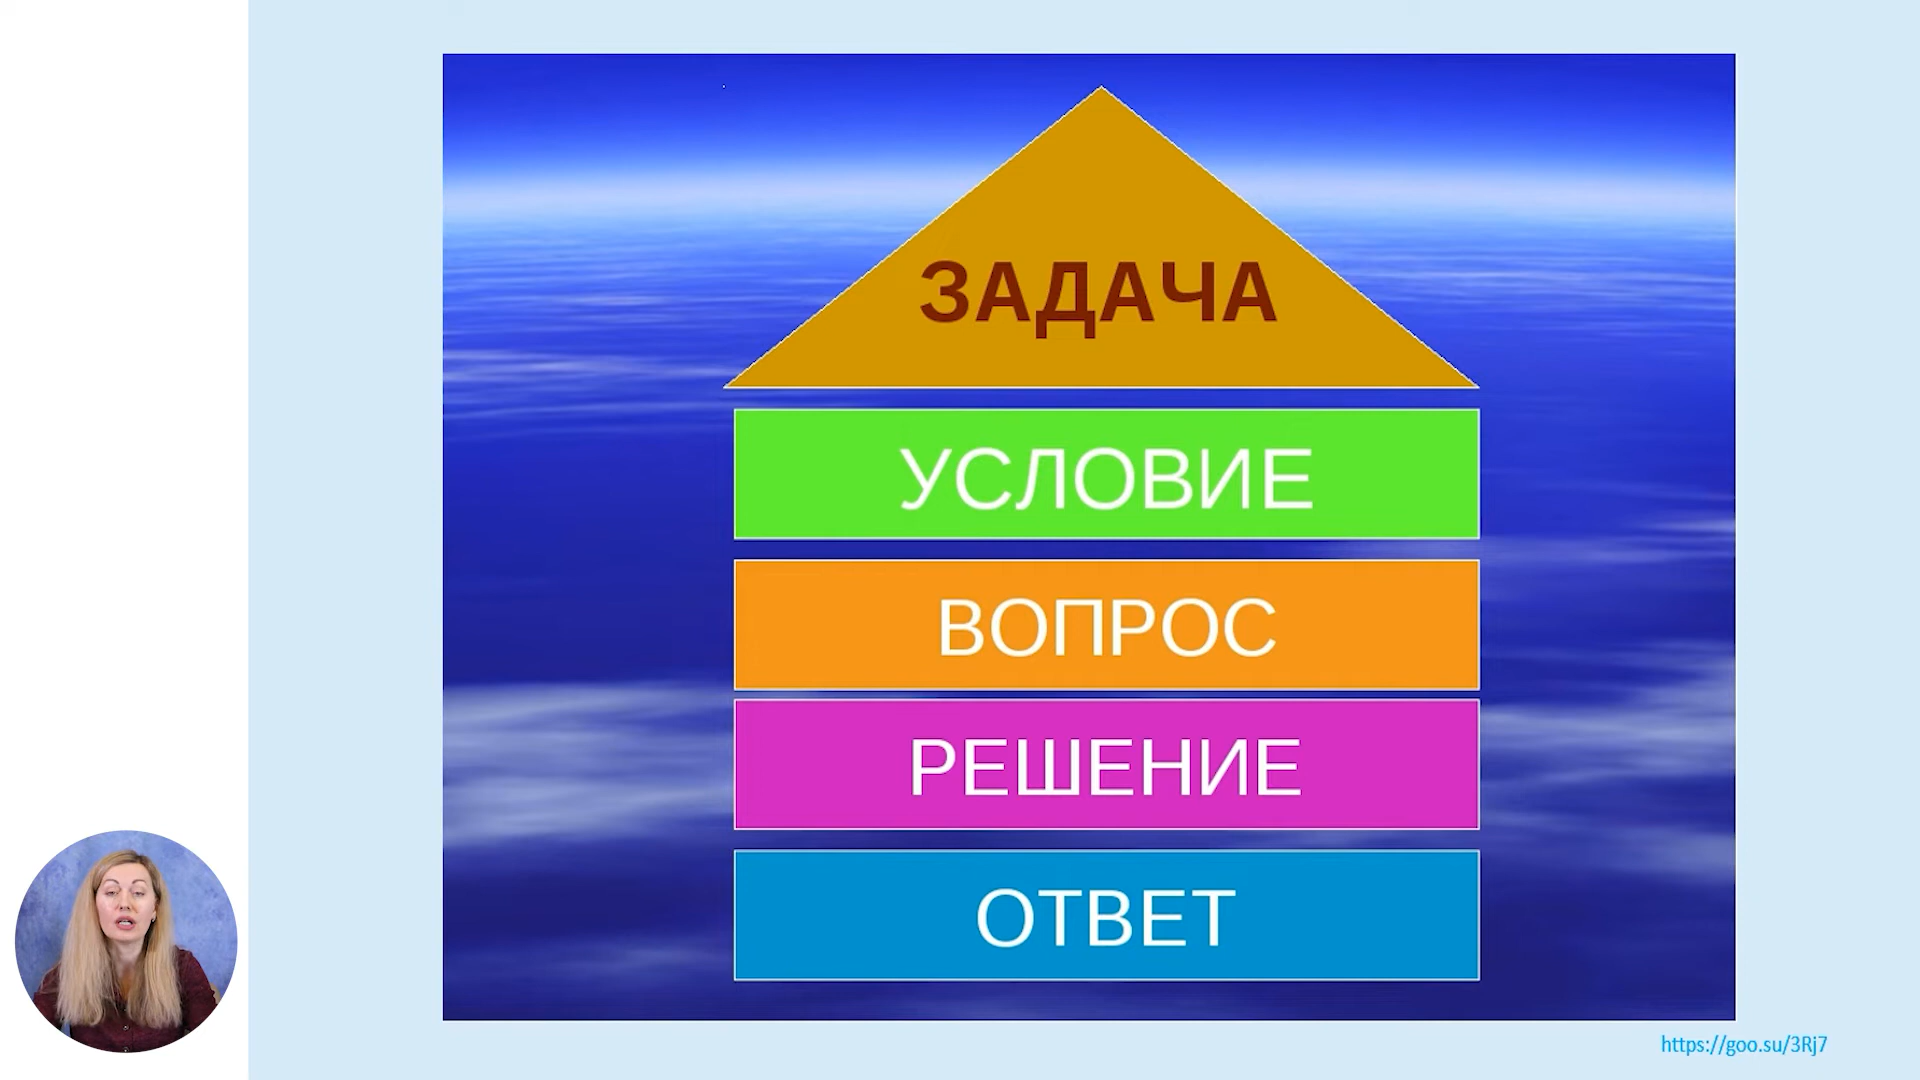 ЗАДАЧА
УСЛОВИЕ
ВОПРОС
РЕШЕНИЕ
ОТВЕТ
https://goo.su/3Rj7